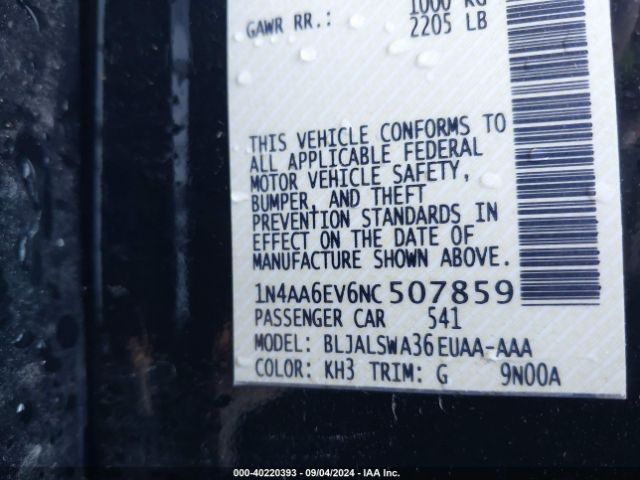 GAWR RR.: 1000 KG
2205 LB
THIS VEHICLE CONFORMS TO
ALL APPLICABLE FEDERAL
MOTOR VEHICLE SAFETY,
BUMPER, AND THEFT
PREVENTION STANDARDS IN
EFFECT ON THE DATE OF
MANUFACTURE SHOWN ABOVE.
1N4AA6EV6NC 507859
PASSENGER CAR 541
MODEL: BLJALSWA36EUAA-AAA
COLOR: KH3 TRIM: G 9N00A
000-40220393 - 09/04/2024 - IAA Inc.